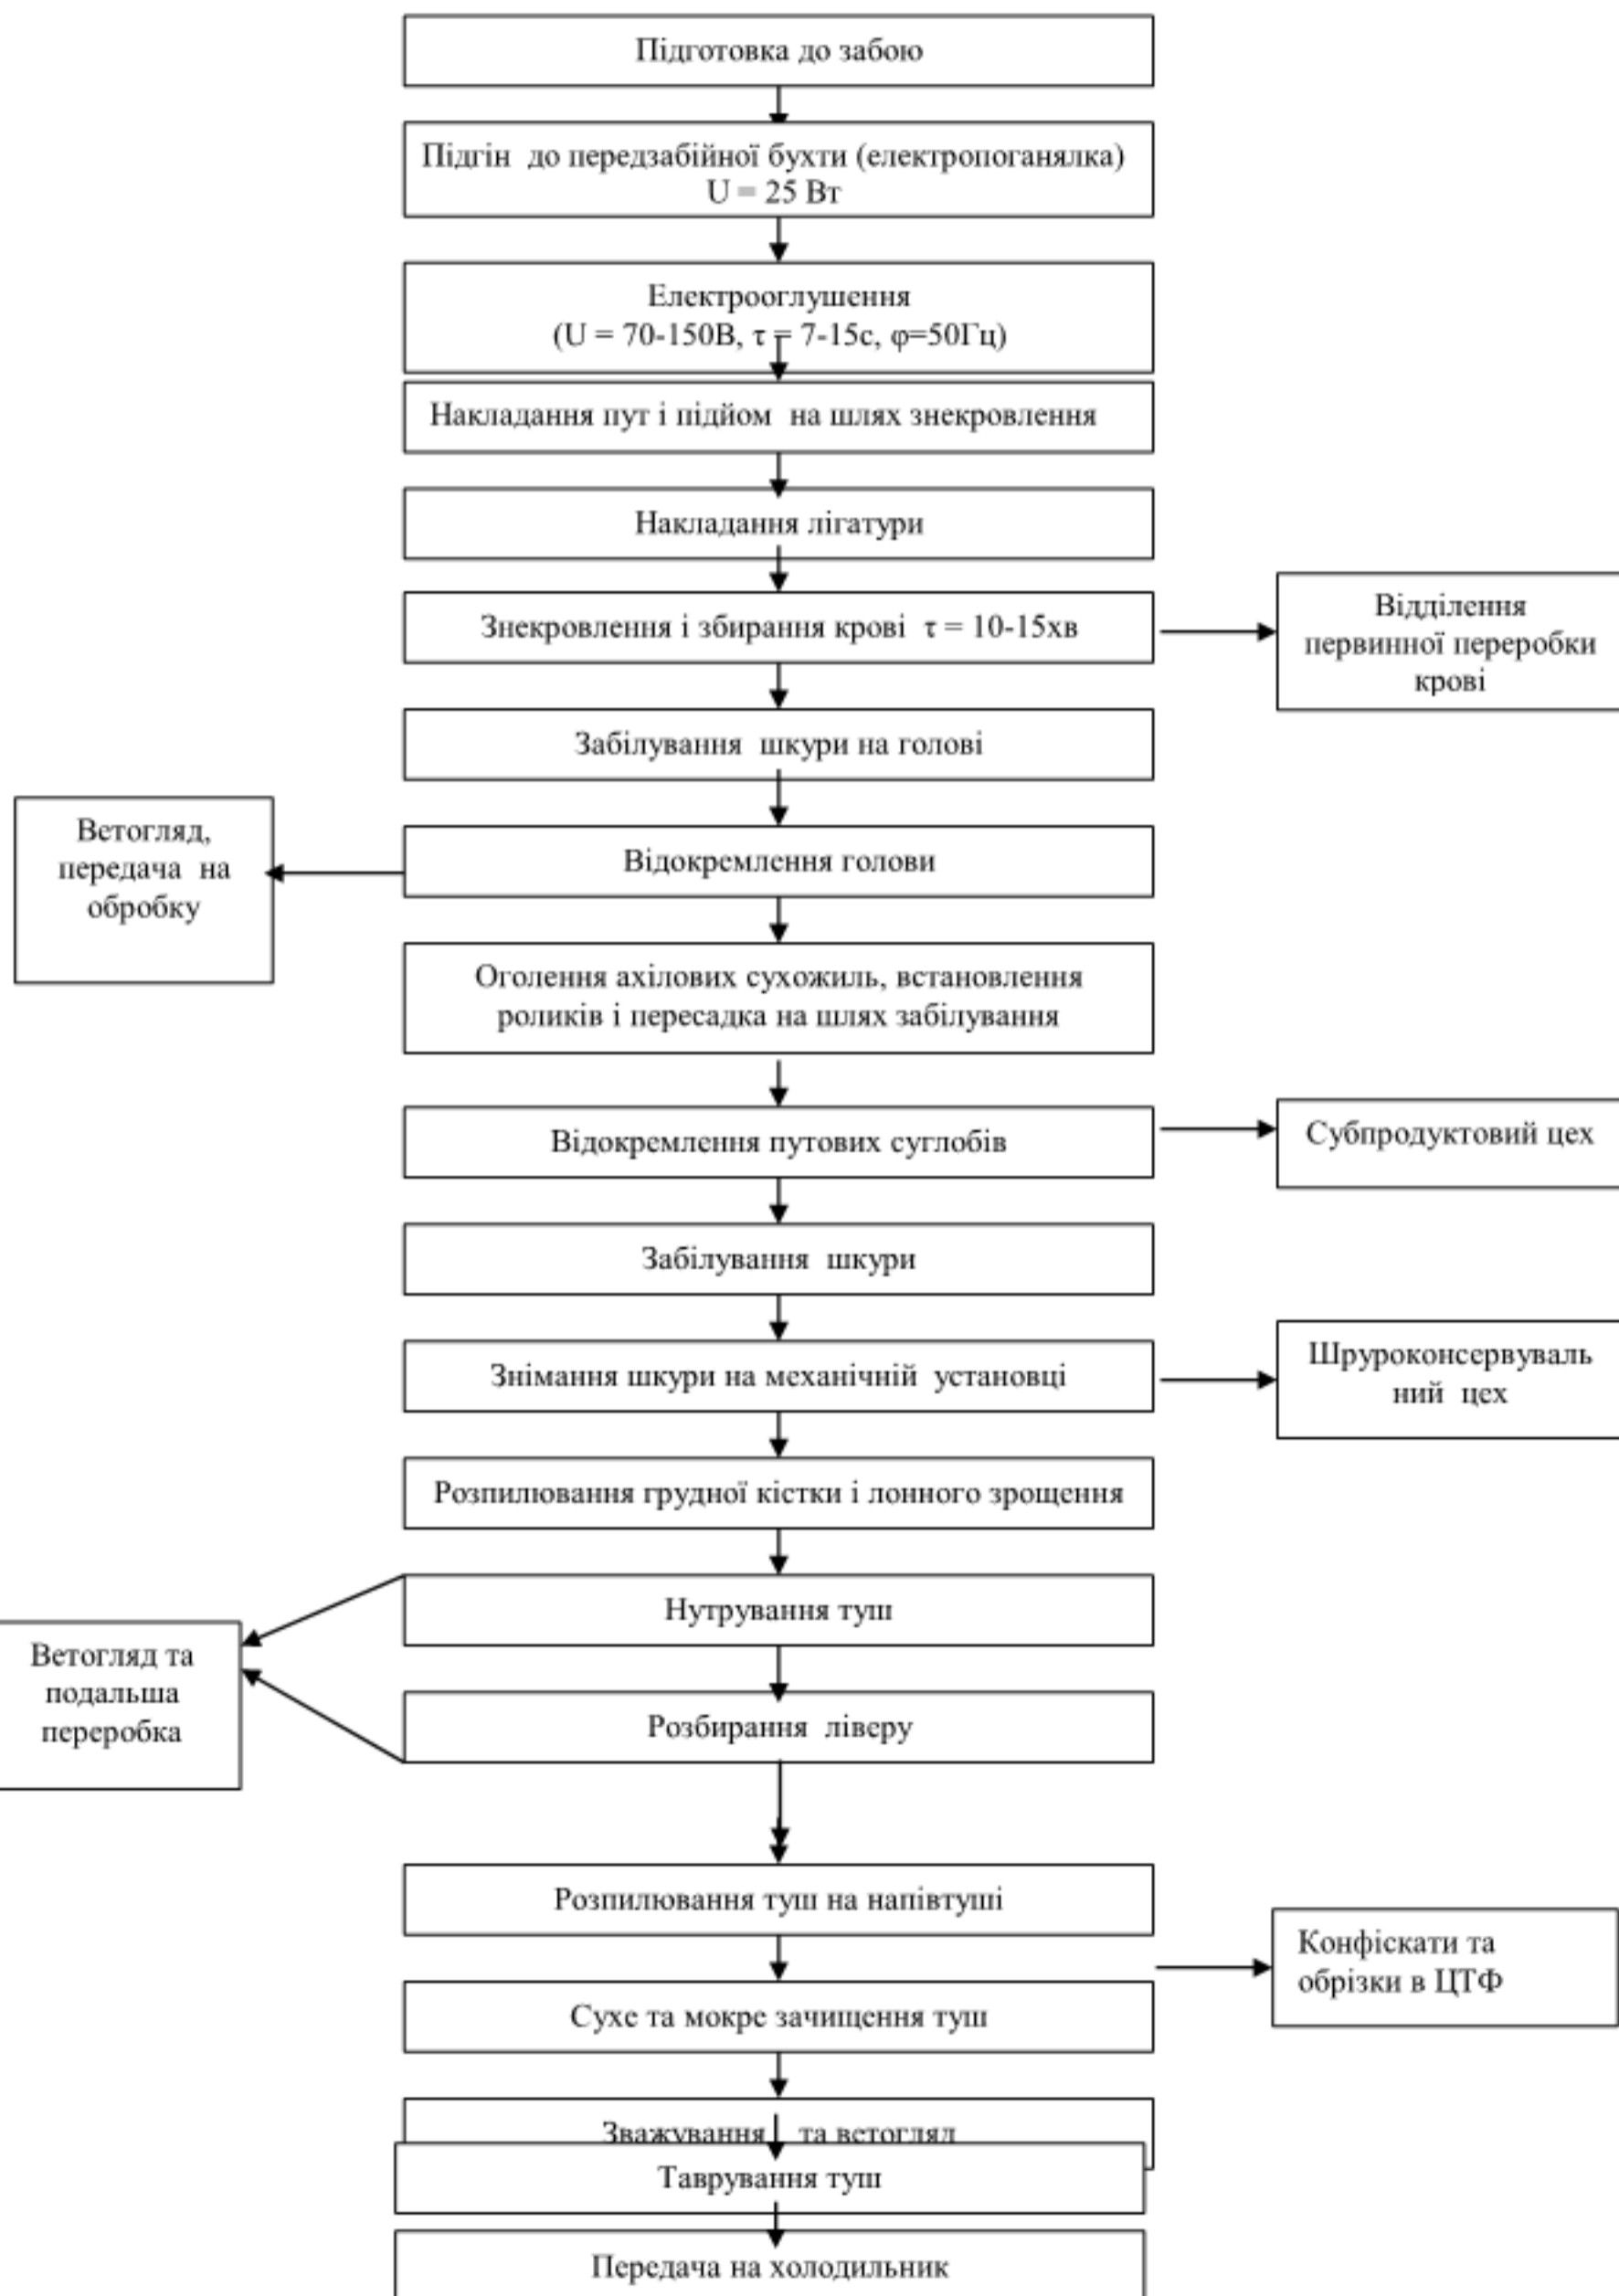 Підготовка до забою
Підгін до передзабійної бухти (електропоганялка)
U = 25 Вт
Електрооглушення
(U = 70-150В, τ = 7-15с, φ=50Гц)
Накладання пут і підйом на шлях знекровлення
Накладання лігатури
Знекровлення і збирання крові τ = 10-15хв
Відділення
первинної переробки
крові
Забілування шкури на голові
Ветогляд,
передача на
обробку
Відокремлення голови
Оголення ахілових сухожиль, встановлення
роликів і пересадка на шлях забілування
Відокремлення путових суглобів
Субпродуктовий цех
Забілування шкури
Знімання шкури на механічній установці
Шруроконсервуваль
ний цех
Розпилювання грудної кістки і лонного зрощення
Нутрування туш
Ветогляд та
подальша
переробка
Розбирання ліверу
Розпилювання туш на напівтуші
Конфіскати та
обрізки в ЦТФ
Сухе та мокре зачищення туш
Зважування та ветогляд
Таврування туш
Передача на холодильник